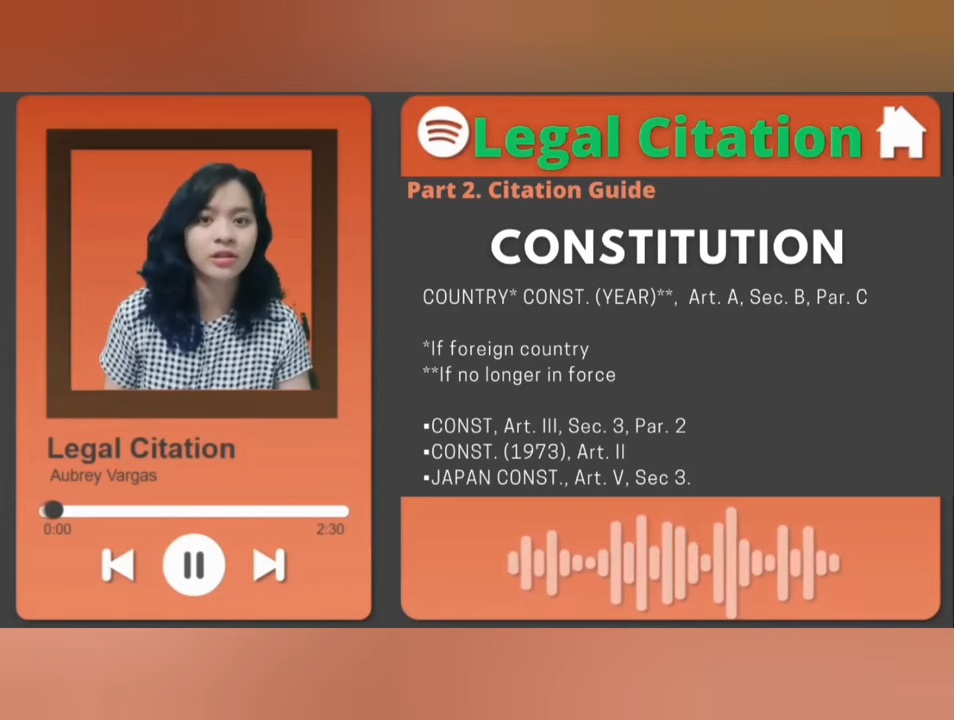 Legal Citation
Part 2. Citation Guide
CONSTITUTION
COUNTRY* CONST. (YEAR)**, Art. A, Sec. B, Par. C
*If foreign country
**If no longer in force
▪CONST, Art. III, Sec. 3, Par. 2
▪CONST. (1973), Art. II
▪JAPAN CONST., Art. V, Sec 3.
Legal Citation
Aubrey Vargas
0:00 2:30